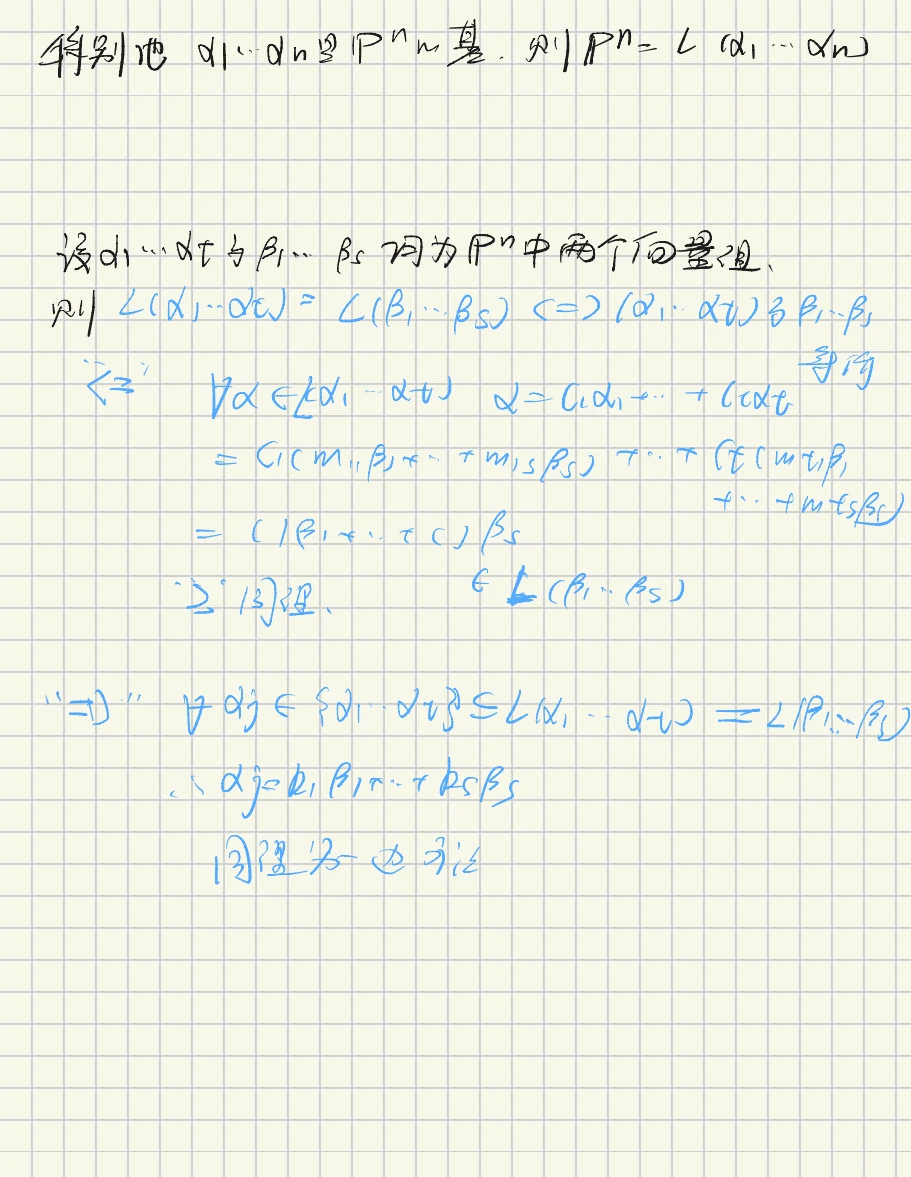 特别地 α1…αn是Pⁿ的基. 则Pⁿ= L (α1…αn)
设α1…αt与β1…βs 均为Pⁿ中两个向量组.
则 L(α1…αt) = L(β1…βs) <=> (α1…αt)与β1…βs
等价
"<="  ∀α∈L(α1…αt)  α=C1α1+…+Ctαt
= C1(m11β1+…+m1sβs) +…+ Ct(mt1β1
+…+mtsβs)
= ( )β1+…+( )βs
∈ L(β1…βs)
"⊇" 同理.
"=>" ∀ αj ∈ {α1…αt}⊆L(α1…αt) = L(β1…βs)
∴ αj=k1β1+…+ksβs
同理另一边亦证